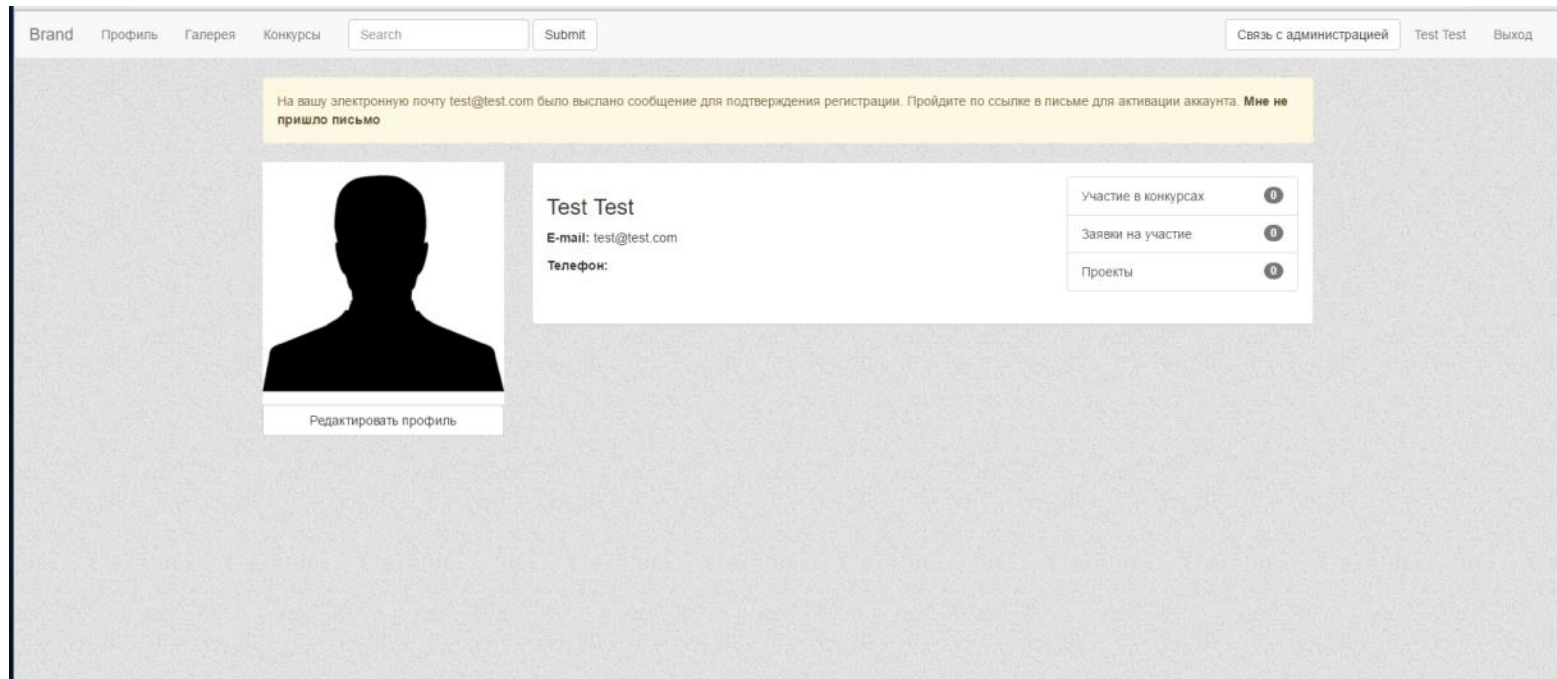 Brand Профиль Галерея Конкурсы Search Submit Связь с администрацией Test Test Выход
На вашу электронную почту test@test.com было выслано сообщение для подтверждения регистрации. Пройдите по ссылке в письме для активации аккаунта. Мне не
пришло письмо
Test Test
E-mail: test@test.com
Телефон:
Участие в конкурсах 0
Заявки на участие 0
Проекты 0
Редактировать профиль